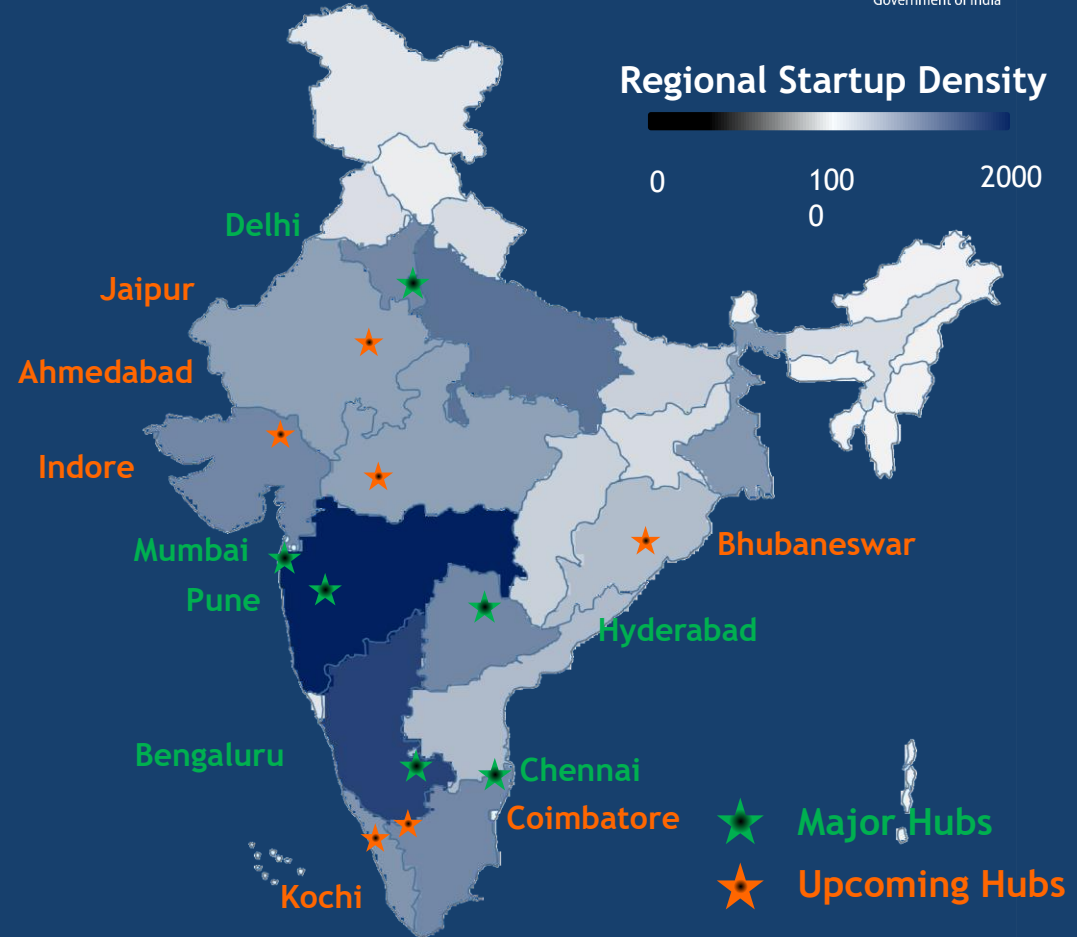 Government of India
Regional Startup Density
0
100
0
2000
Delhi
Jaipur
Ahmedabad
Indore
Mumbai
Pune
Bhubaneswar
Hyderabad
Bengaluru
Chennai
Coimbatore
Kochi
Major Hubs
Upcoming Hubs